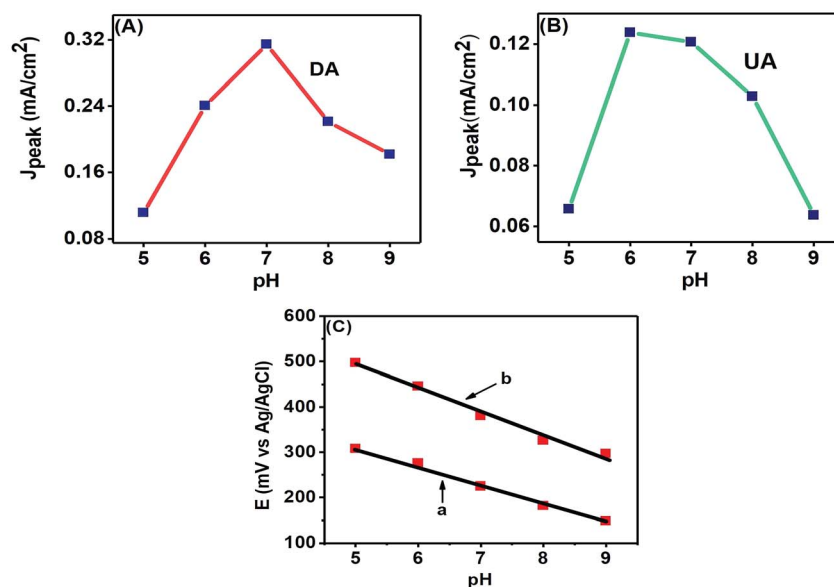 (A)
DA
J_peak (mA/cm²)
0.32
0.24
0.16
0.08
5 6 7 8 9
pH
(B)
UA
J_peak(mA/cm²)
0.12
0.10
0.08
0.06
5 6 7 8 9
pH
(C)
E (mV vs Ag/AgCl)
600
500
400
300
200
100
b
a
5 6 7 8 9
pH